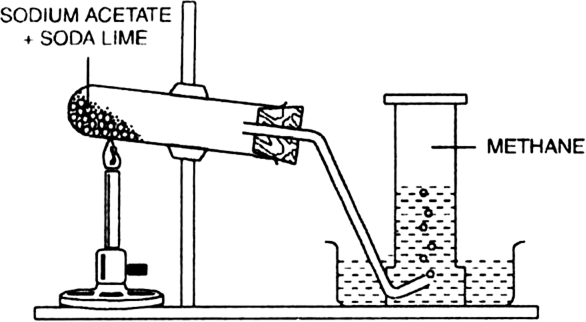 SODIUM ACETATE
+ SODA LIME
METHANE